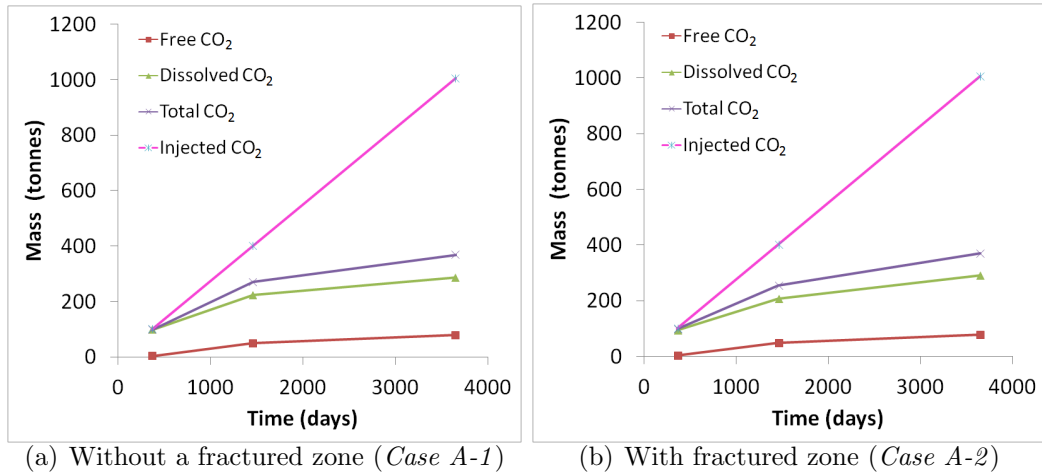 1200
1000
800
600
400
200
0
Mass (tonnes)
Free CO₂
Dissolved CO₂
Total CO₂
Injected CO₂
0 1000 2000 3000 4000
Time (days)
(a) Without a fractured zone (Case A-1)
1200
1000
800
600
400
200
0
Mass (tonnes)
Free CO₂
Dissolved CO₂
Total CO₂
Injected CO₂
0 1000 2000 3000 4000
Time (days)
(b) With fractured zone (Case A-2)